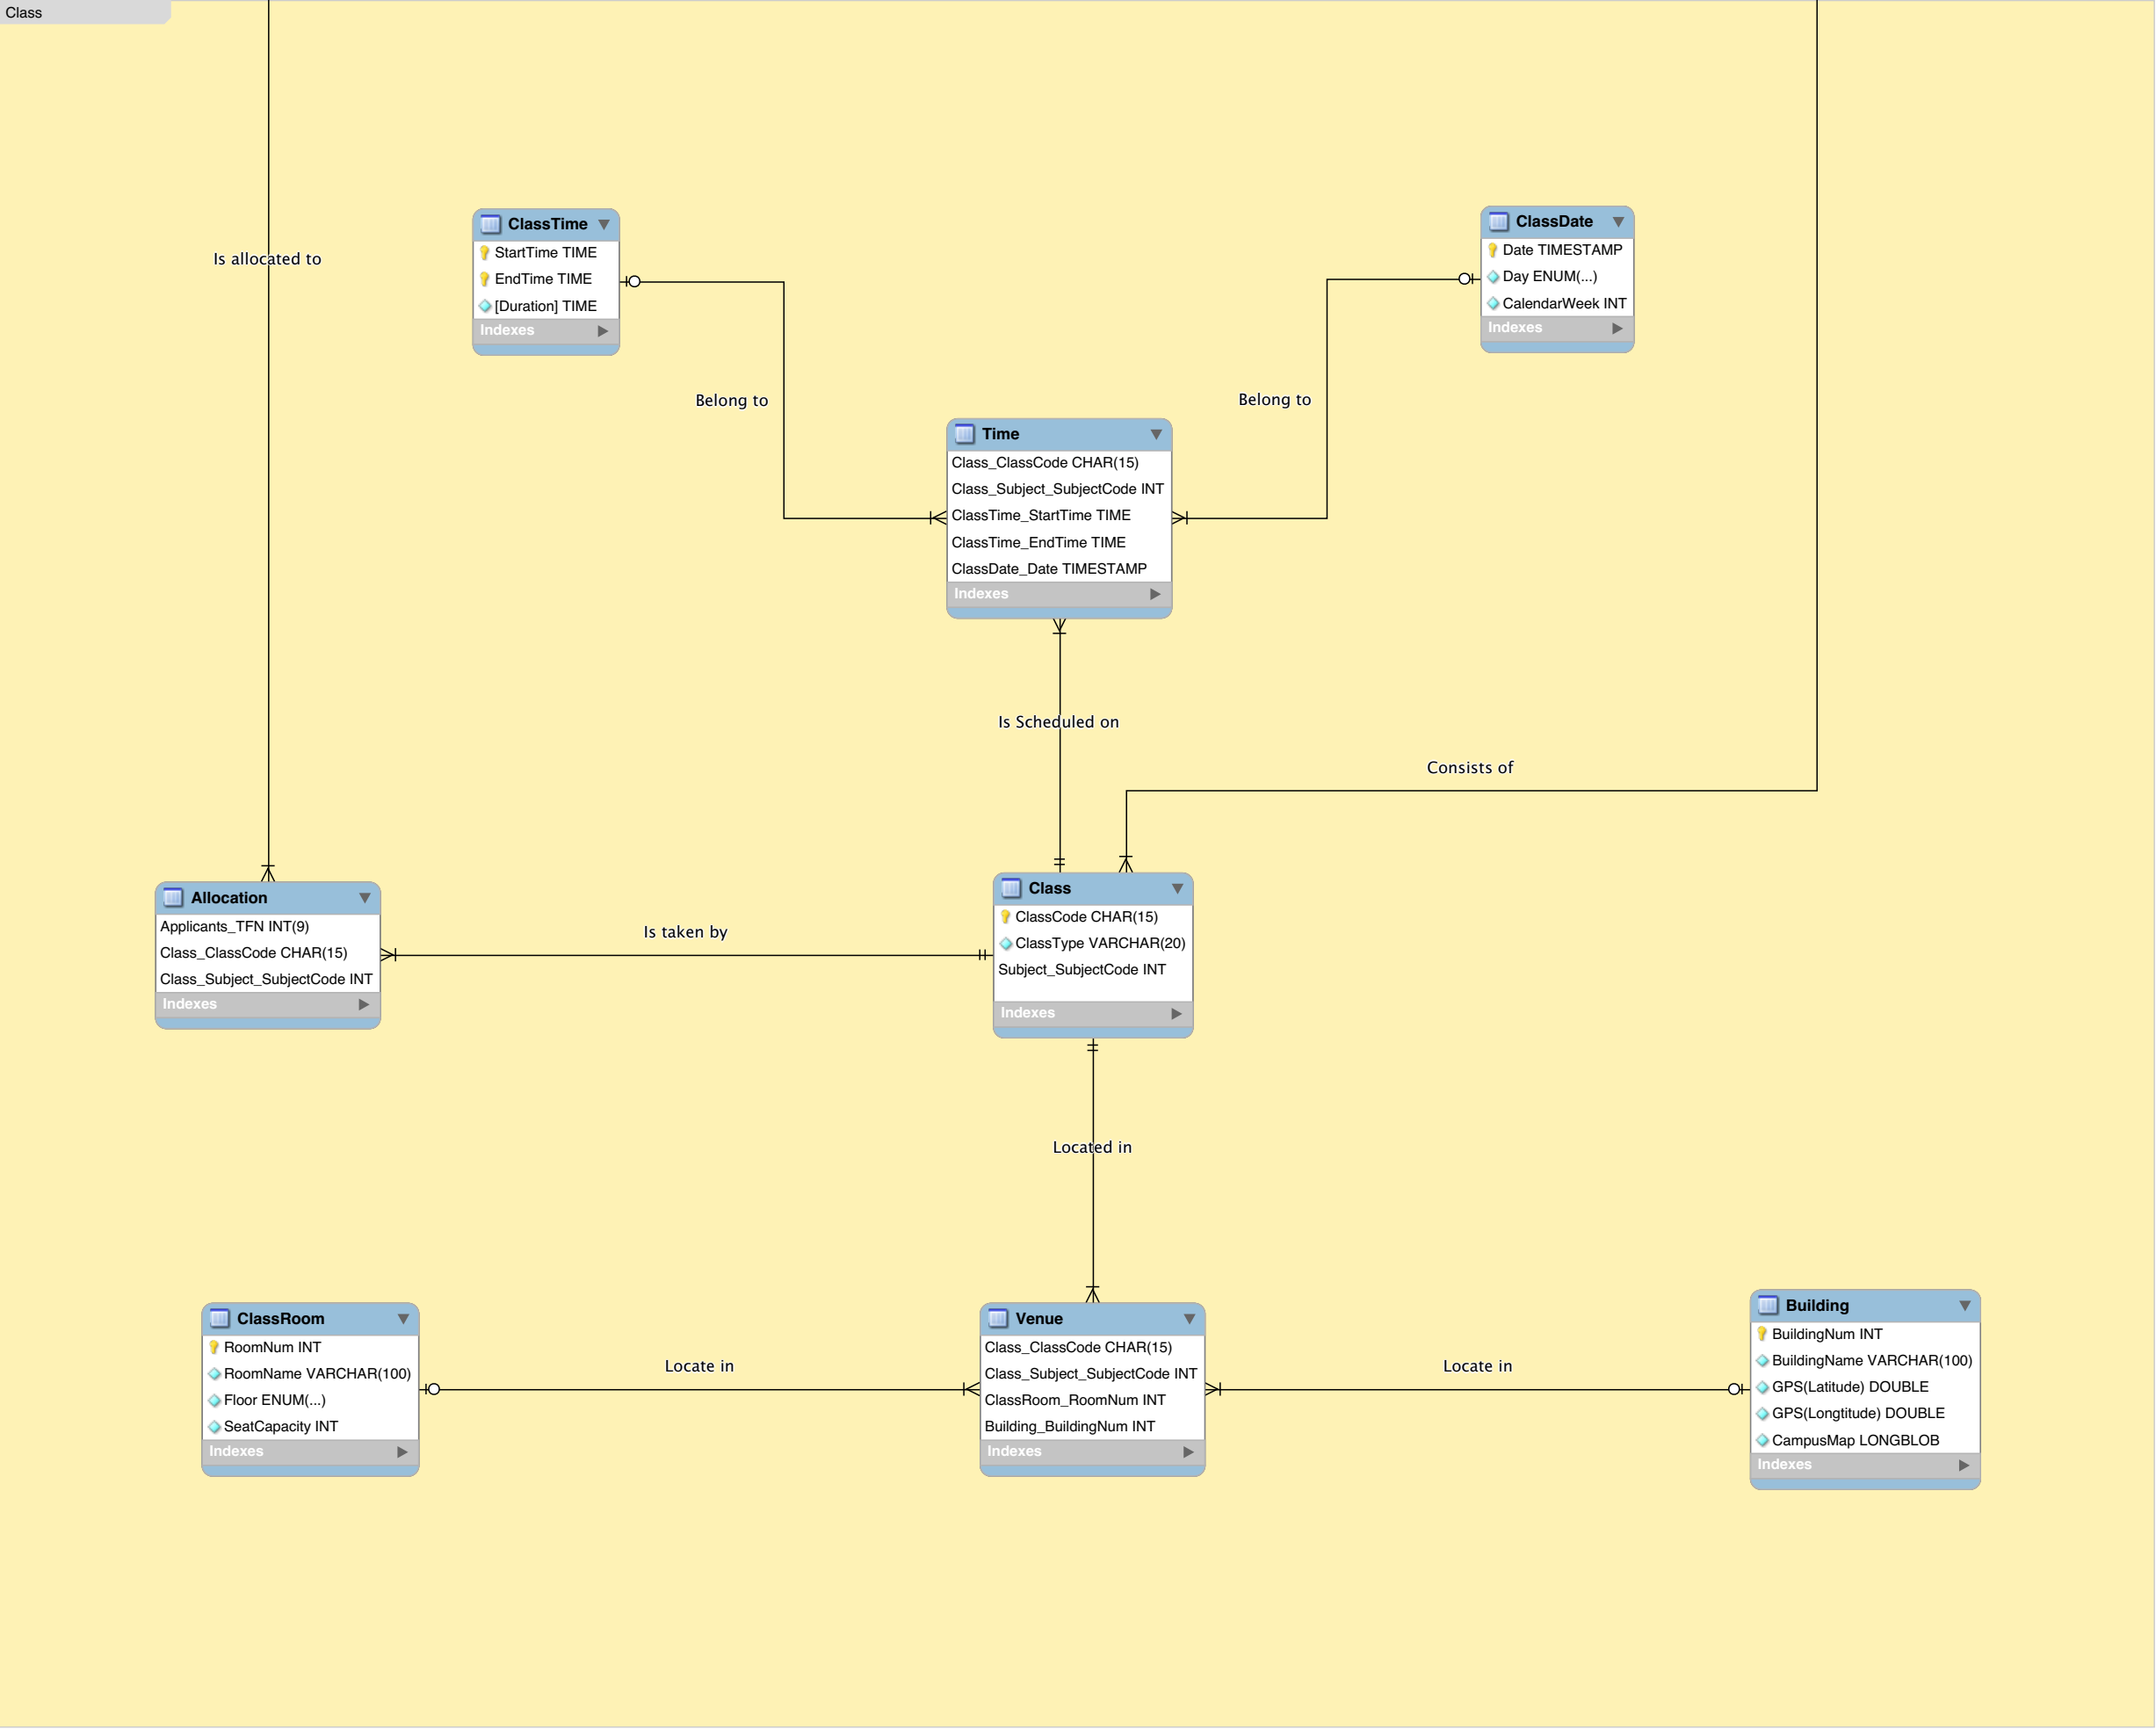 Class
ClassTime
StartTime TIME
EndTime TIME
[Duration] TIME
Indexes
ClassDate
Date TIMESTAMP
Day ENUM(...)
CalendarWeek INT
Indexes
Is allocated to
Belong to
Belong to
Time
Class_ClassCode CHAR(15)
Class_Subject_SubjectCode INT
ClassTime_StartTime TIME
ClassTime_EndTime TIME
ClassDate_Date TIMESTAMP
Indexes
Is Scheduled on
Consists of
Allocation
Applicants_TFN INT(9)
Class_ClassCode CHAR(15)
Class_Subject_SubjectCode INT
Indexes
Is taken by
Class
ClassCode CHAR(15)
ClassType VARCHAR(20)
Subject_SubjectCode INT
Indexes
Located in
ClassRoom
RoomNum INT
RoomName VARCHAR(100)
Floor ENUM(...)
SeatCapacity INT
Indexes
Locate in
Venue
Class_ClassCode CHAR(15)
Class_Subject_SubjectCode INT
ClassRoom_RoomNum INT
Building_BuildingNum INT
Indexes
Locate in
Building
BuildingNum INT
BuildingName VARCHAR(100)
GPS(Latitude) DOUBLE
GPS(Longtitude) DOUBLE
CampusMap LONGBLOB
Indexes